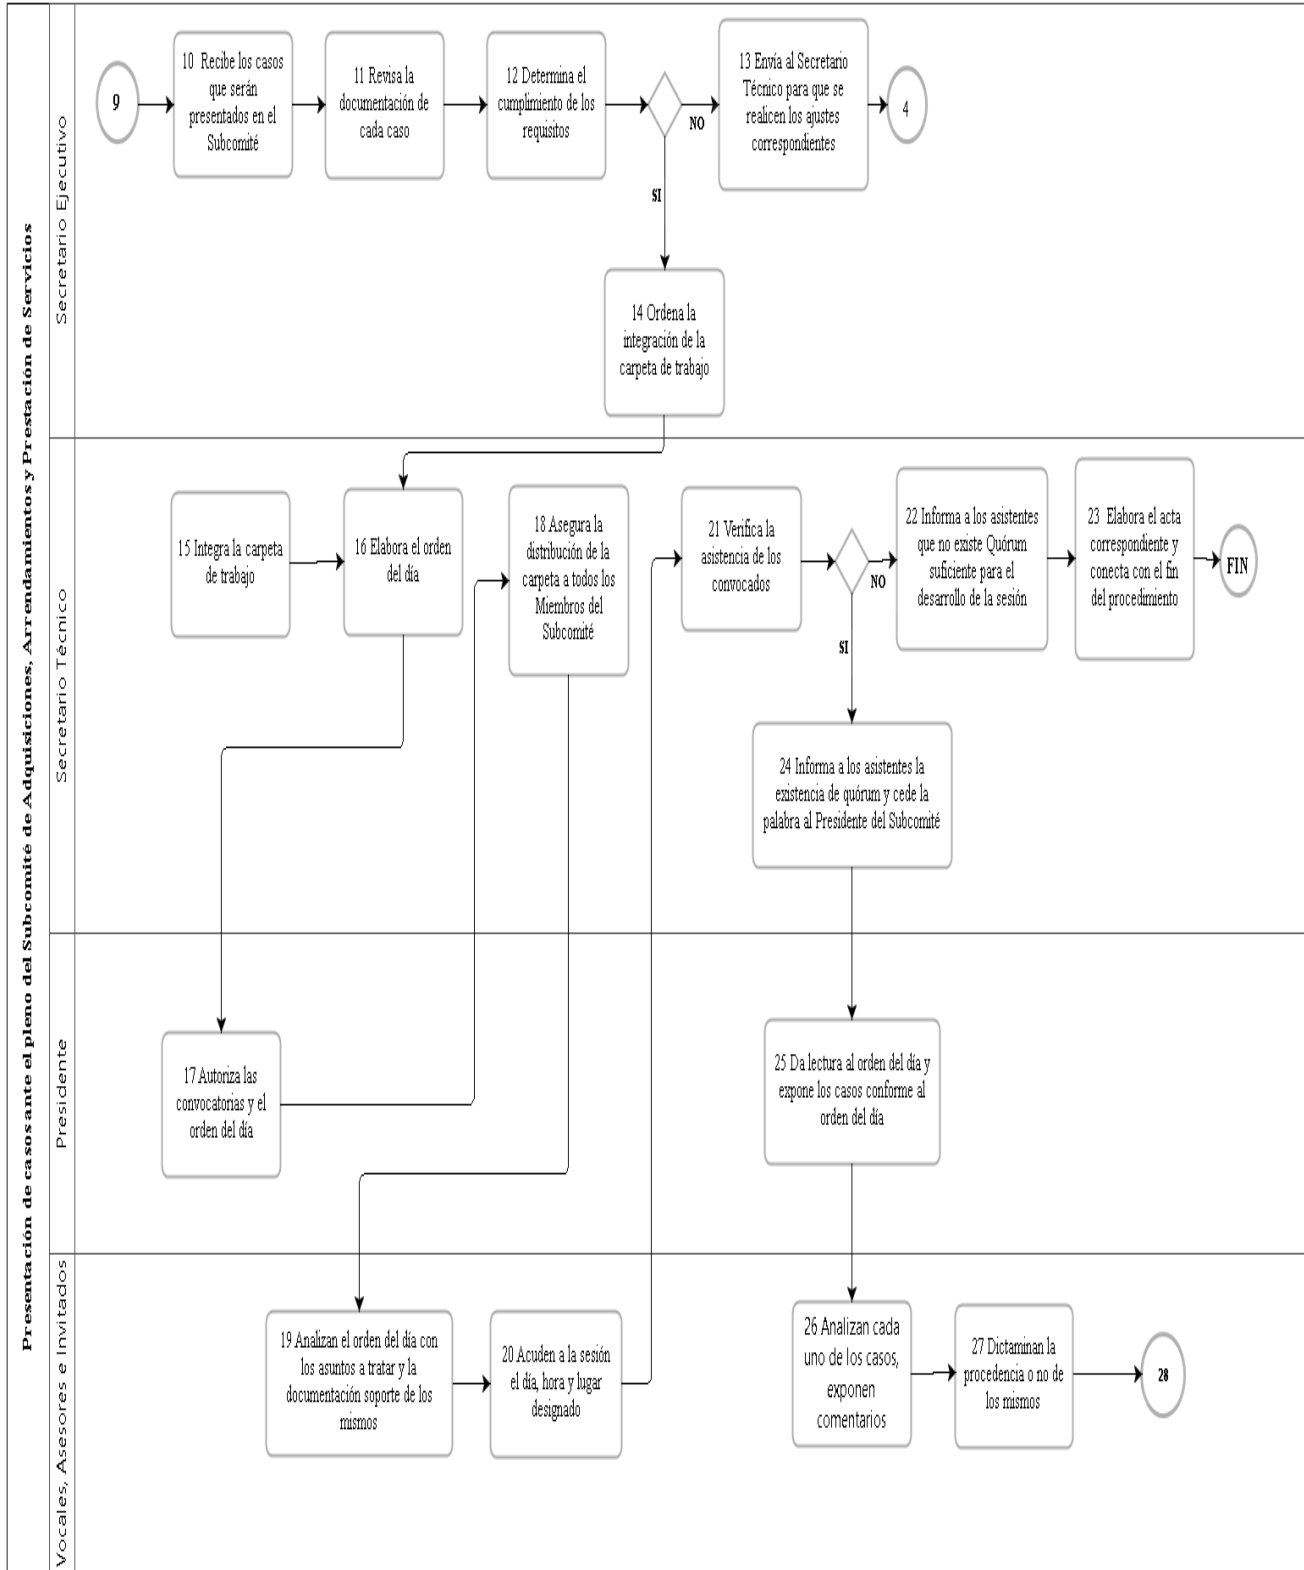 Presentación de casos ante el pleno del Subcomité de Adquisiciones, Arrendamientos y Prestación de Servicios
Secretario Ejecutivo
9
10 Recibe los casos
que serán
presentados en el
Subcomité
11 Revisa la
documentación de
cada caso
12 Determina el
cumplimiento de los
requisitos
NO
13 Envía al Secretario
Técnico para que se
realicen los ajustes
correspondientes
4
SI
14 Ordena la
integración de la
carpeta de trabajo
Secretario Técnico
15 Integra la carpeta
de trabajo
16 Elabora el orden
del día
18 Asegura la
distribución de la
carpeta a todos los
Miembros del
Subcomité
21 Verifica la
asistencia de los
convocados
NO
22 Informa a los asistentes
que no existe Quórum
suficiente para el
desarrollo de la sesión
23 Elabora el acta
correspondiente y
conecta con el fin
del procedimiento
FIN
SI
24 Informa a los asistentes la
existencia de quórum y cede la
palabra al Presidente del Subcomité
Presidente
17 Autoriza las
convocatorias y el
orden del día
25 Da lectura al orden del día y
expone los casos conforme al
orden del día
Vocales, Asesores e Invitados
19 Analizan el orden del día con
los asuntos a tratar y la
documentación soporte de los
mismos
20 Acuden a la sesión
el día, hora y lugar
designado
26 Analizan cada
uno de los casos,
exponen
comentarios
27 Dictaminan la
procedencia o no de
los mismos
28